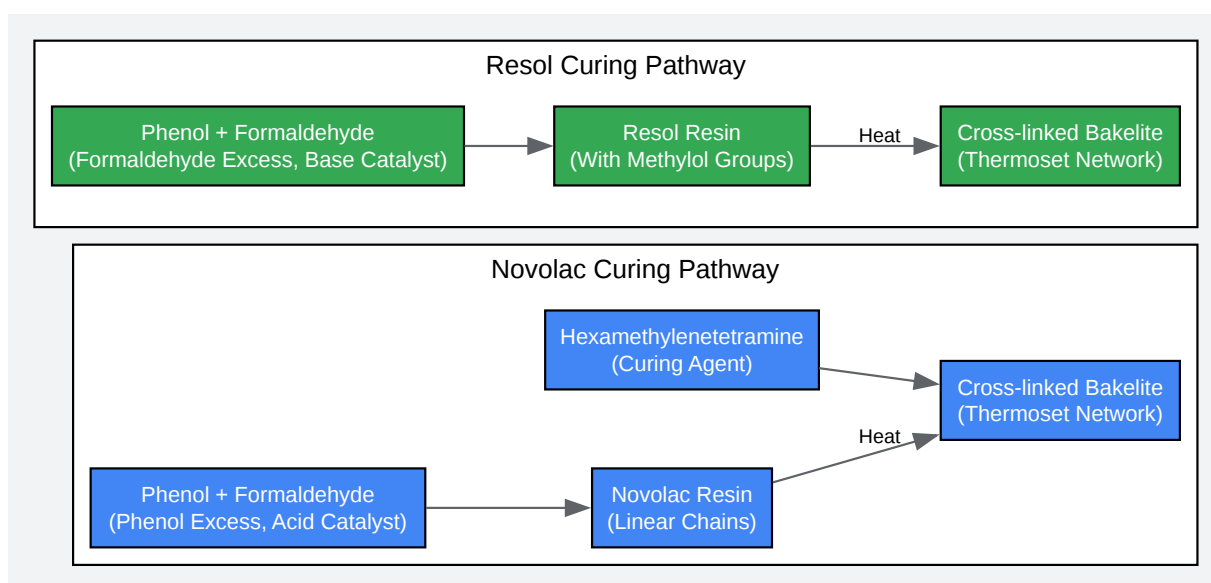 Resol Curing Pathway
Phenol + Formaldehyde
(Formaldehyde Excess, Base Catalyst)
Resol Resin
(With Methylol Groups)
Heat
Cross-linked Bakelite
(Thermoset Network)
Novolac Curing Pathway
Hexamethylenetetramine
(Curing Agent)
Cross-linked Bakelite
(Thermoset Network)
Heat
Phenol + Formaldehyde
(Phenol Excess, Acid Catalyst)
Novolac Resin
(Linear Chains)